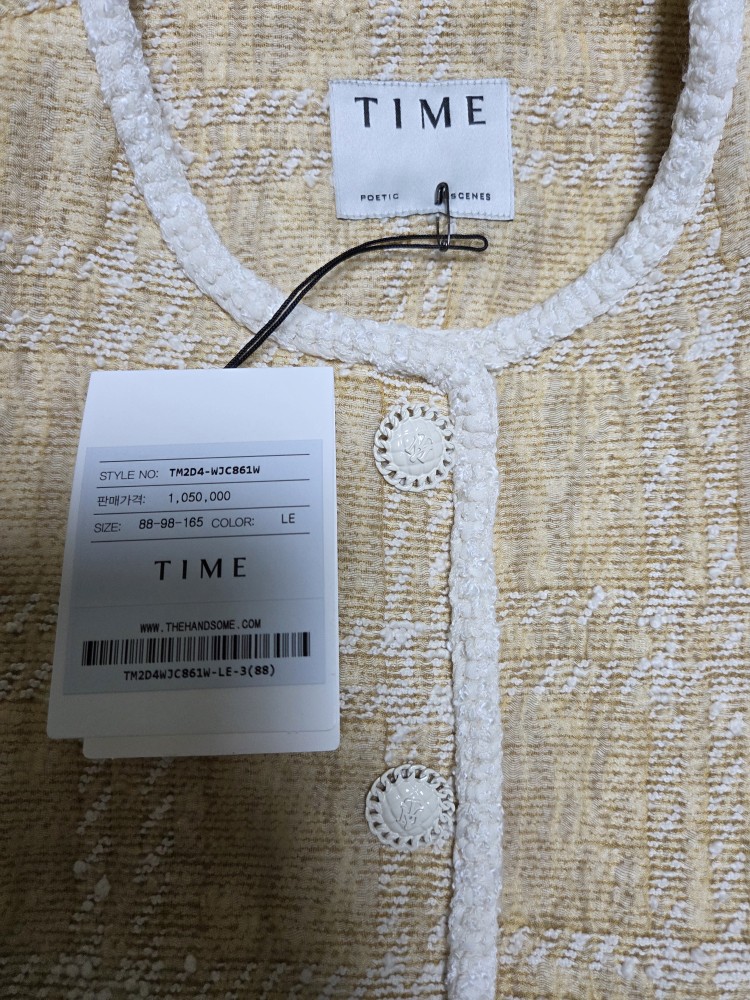 TIME
POETIC SCENES
STYLE NO: TM2D4-WJC861W
판매가격: 1,050,000
SIZE: 88-98-165 COLOR: LE
TIME
WWW.THEHANDSOME.COM
TM2D4WJC861W-LE-3(88)